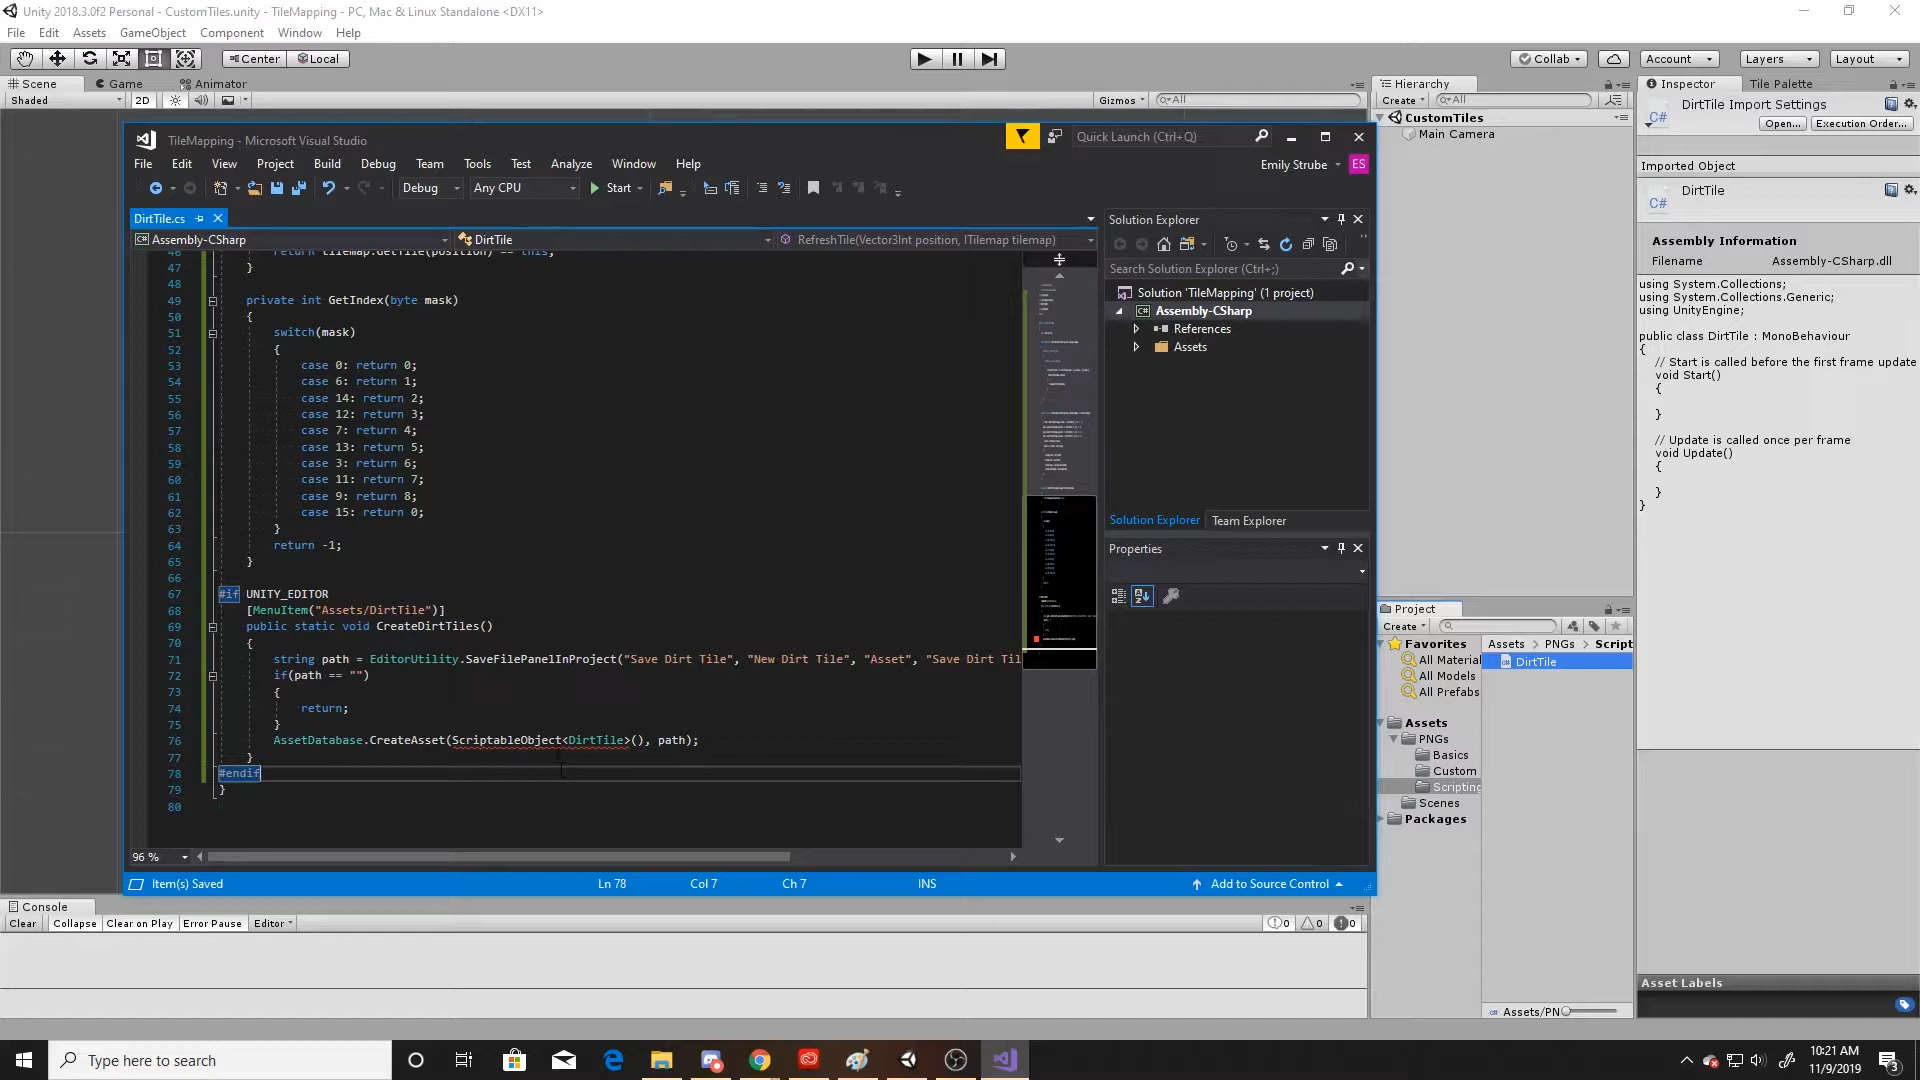 Unity 2018.3.0f2 Personal - CustomTiles.unity - TileMapping - PC, Mac & Linux Standalone <DX11>
File Edit Assets GameObject Component Window Help
Center Local
Collab Account Layers Layout
Scene Game Animator
Shaded 2D Gizmos All
Hierarchy
Create All
CustomTiles
Main Camera
Inspector Tile Palette
DirtTile Import Settings
C#
Open... Execution Order...
Imported Object
DirtTile
C#
Assembly Information
Filename Assembly-CSharp.dll
using System.Collections;
using System.Collections.Generic;
using UnityEngine;
public class DirtTile : MonoBehaviour
{
// Start is called before the first frame update
void Start()
{
}
// Update is called once per frame
void Update()
{
}
}
TileMapping - Microsoft Visual Studio
Quick Launch (Ctrl+Q)
File Edit View Project Build Debug Team Tools Test Analyze Window Help
Emily Strube ES
Debug Any CPU Start
DirtTile.cs
Assembly-CSharp DirtTile RefreshTile(Vector3Int position, ITilemap tilemap)
46 return tilemap.GetTile(position) == this;
47 }
48
49 private int GetIndex(byte mask)
50 {
51 switch(mask)
52 {
53 case 0: return 0;
54 case 6: return 1;
55 case 14: return 2;
56 case 12: return 3;
57 case 7: return 4;
58 case 13: return 5;
59 case 3: return 6;
60 case 11: return 7;
61 case 9: return 8;
62 case 15: return 0;
63 }
64 return -1;
65 }
66
67 #if UNITY_EDITOR
68 [MenuItem("Assets/DirtTile")]
69 public static void CreateDirtTiles()
70 {
71 string path = EditorUtility.SaveFilePanelInProject("Save Dirt Tile", "New Dirt Tile", "Asset", "Save Dirt Til
72 if(path == "")
73 {
74 return;
75 }
76 AssetDatabase.CreateAsset(ScriptableObject<DirtTile>(), path);
77 }
78 #endif
79 }
80
96 %
Item(s) Saved Ln 78 Col 7 Ch 7 INS Add to Source Control
Solution Explorer
Search Solution Explorer (Ctrl+;)
Solution 'TileMapping' (1 project)
C# Assembly-CSharp
References
Assets
Solution Explorer Team Explorer
Properties
Project
Create
Favorites
All Material
All Models
All Prefabs
Assets
PNGs
Basics
Custom
Scripting
Scenes
Packages
Assets PNGs Script
DirtTile
Assets/PN
Asset Labels
Console
Clear Collapse Clear on Play Error Pause Editor 0 0 0
Type here to search
10:21 AM
11/9/2019
3